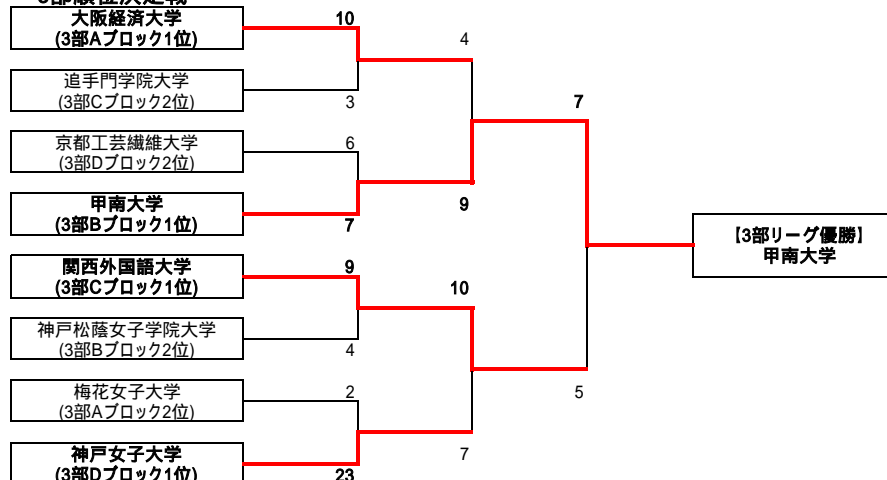 3部順位決定戦
大阪経済大学
(3部Aブロック1位)
10
4
追手門学院大学
(3部Cブロック2位)
3
7
京都工芸繊維大学
(3部Dブロック2位)
6
甲南大学
(3部Bブロック1位)
7
9
【3部リーグ優勝】
甲南大学
関西外国語大学
(3部Cブロック1位)
9
10
神戸松蔭女子学院大学
(3部Bブロック2位)
4
梅花女子大学
(3部Aブロック2位)
2
5
神戸女子大学
(3部Dブロック1位)
23
7